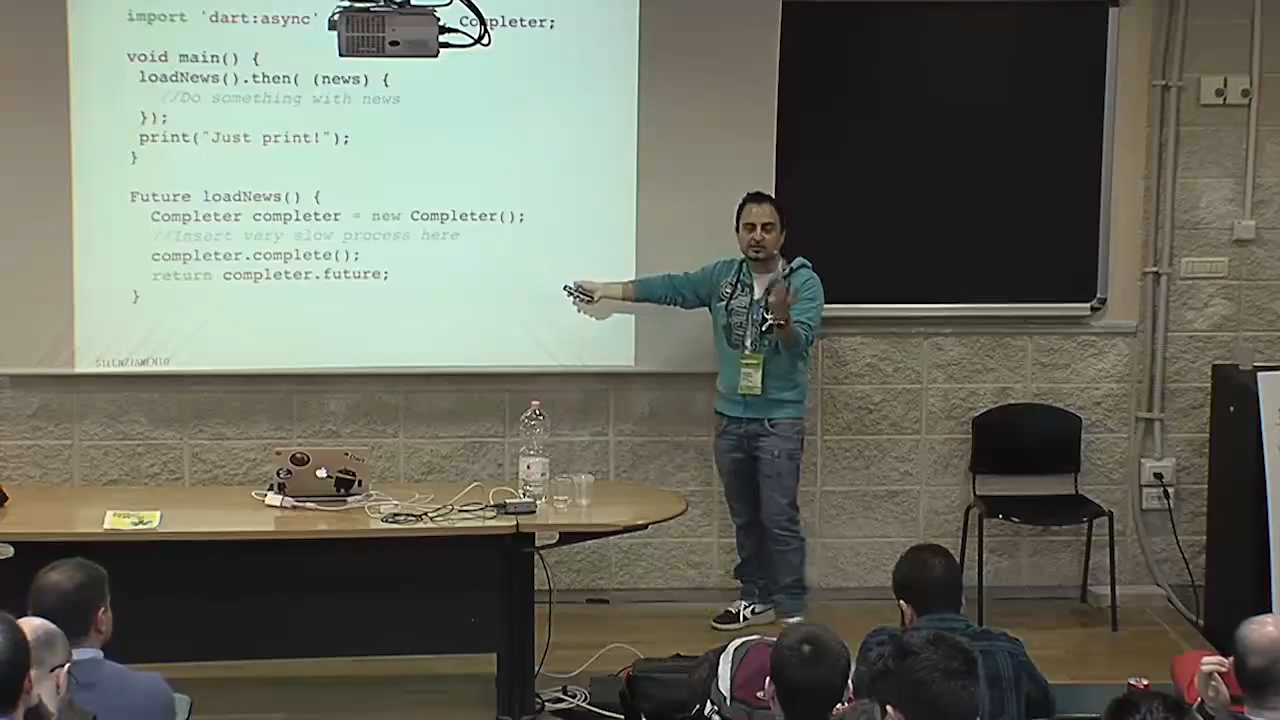 import 'dart:async' Completer;
void main() {
loadNews().then( (news) {
//Do something with news
});
print("Just print!");
}
Future loadNews() {
Completer completer = new Completer();
//Insert very slow process here
completer.complete();
return completer.future;
}
SILENZIAMENTO